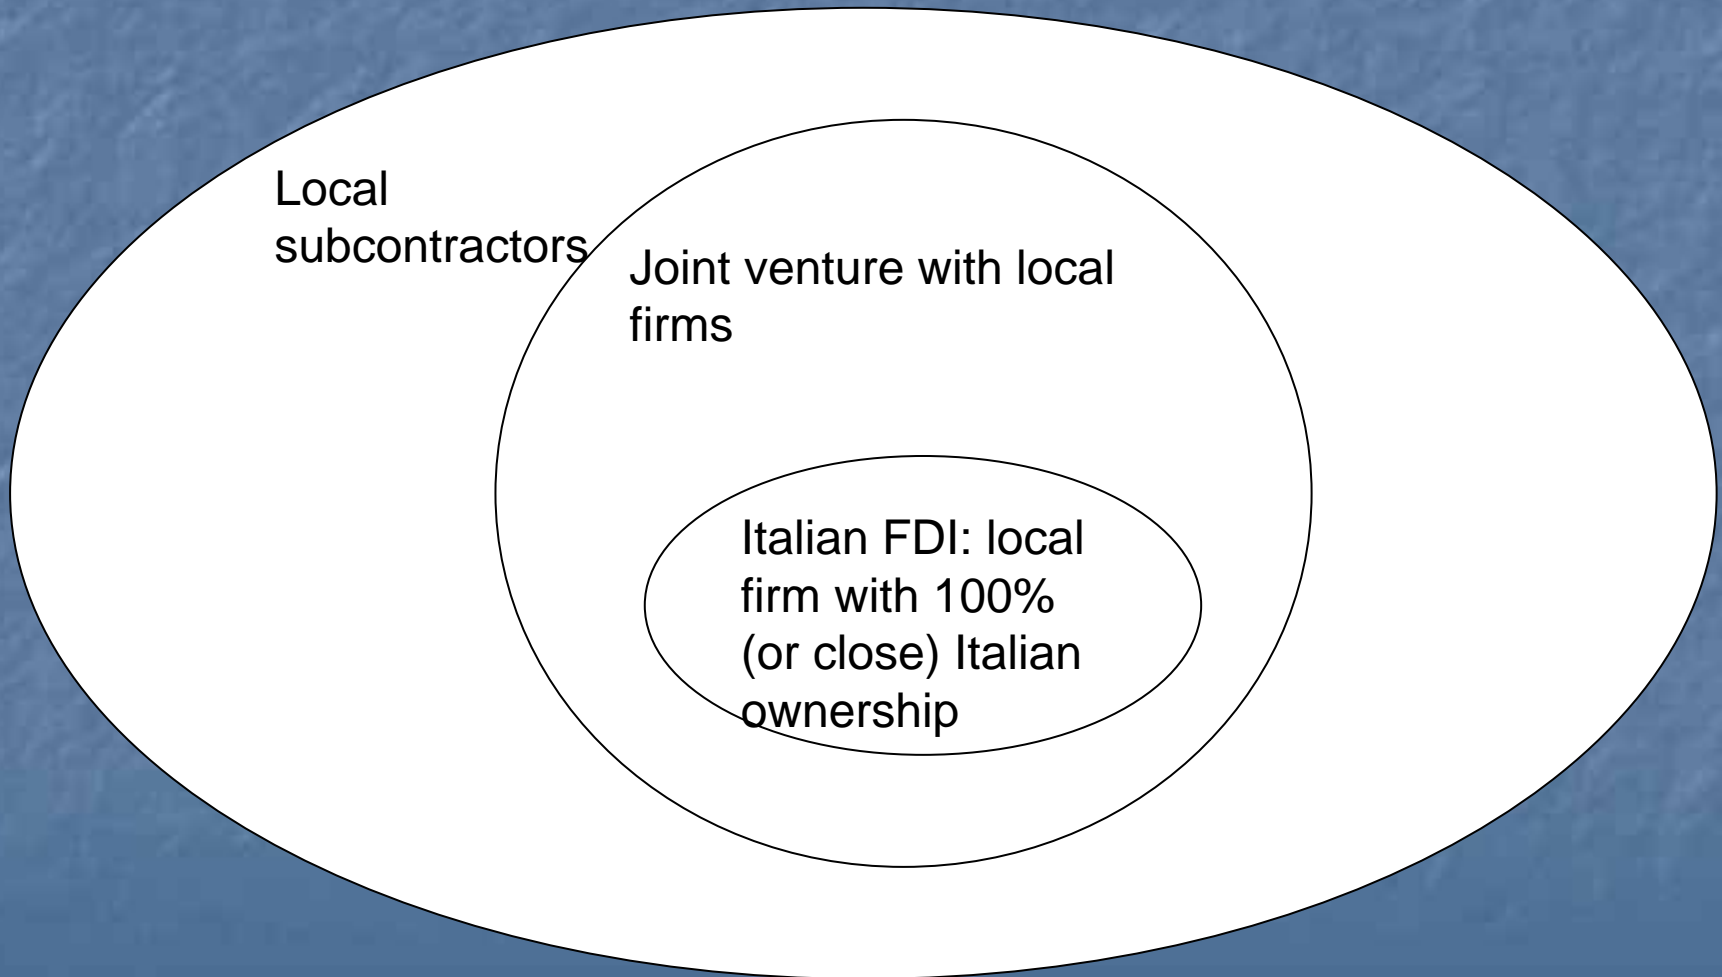 Local
subcontractors
Joint venture with local
firms
Italian FDI: local
firm with 100%
(or close) Italian
ownership